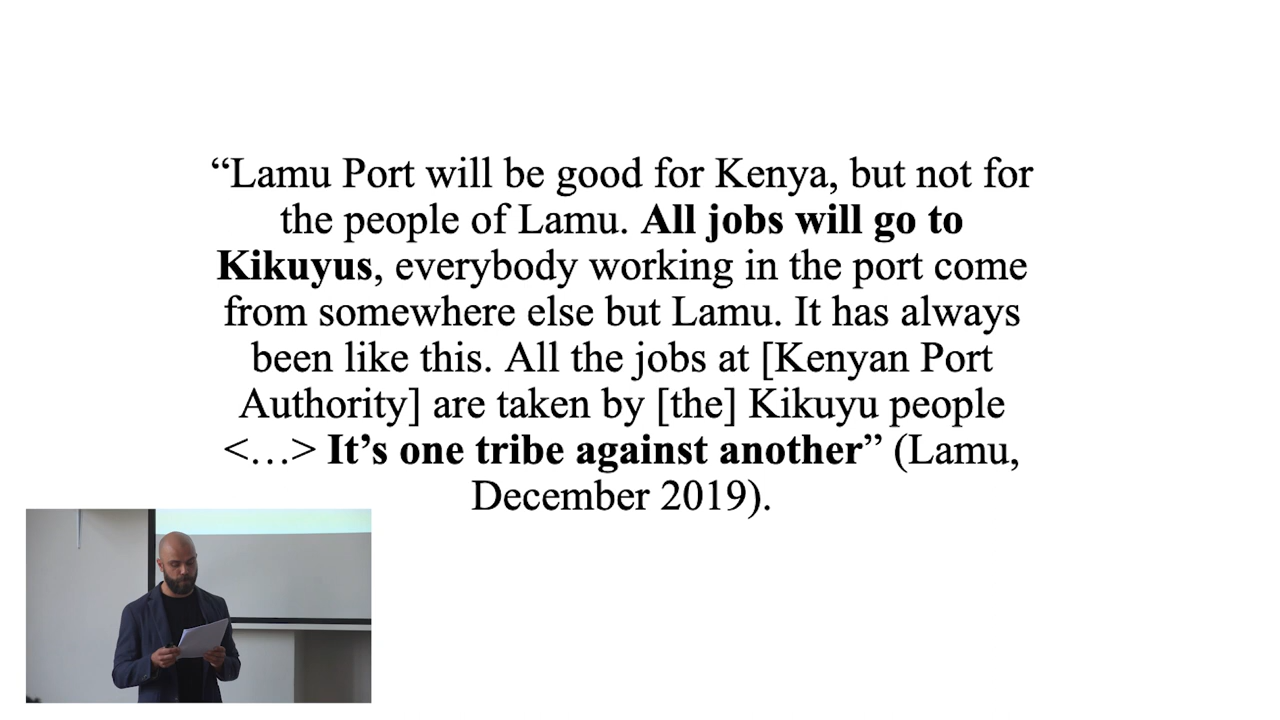 “Lamu Port will be good for Kenya, but not for
the people of Lamu. All jobs will go to
Kikuyus, everybody working in the port come
from somewhere else but Lamu. It has always
been like this. All the jobs at [Kenyan Port
Authority] are taken by [the] Kikuyu people
<…> It’s one tribe against another” (Lamu,
December 2019).